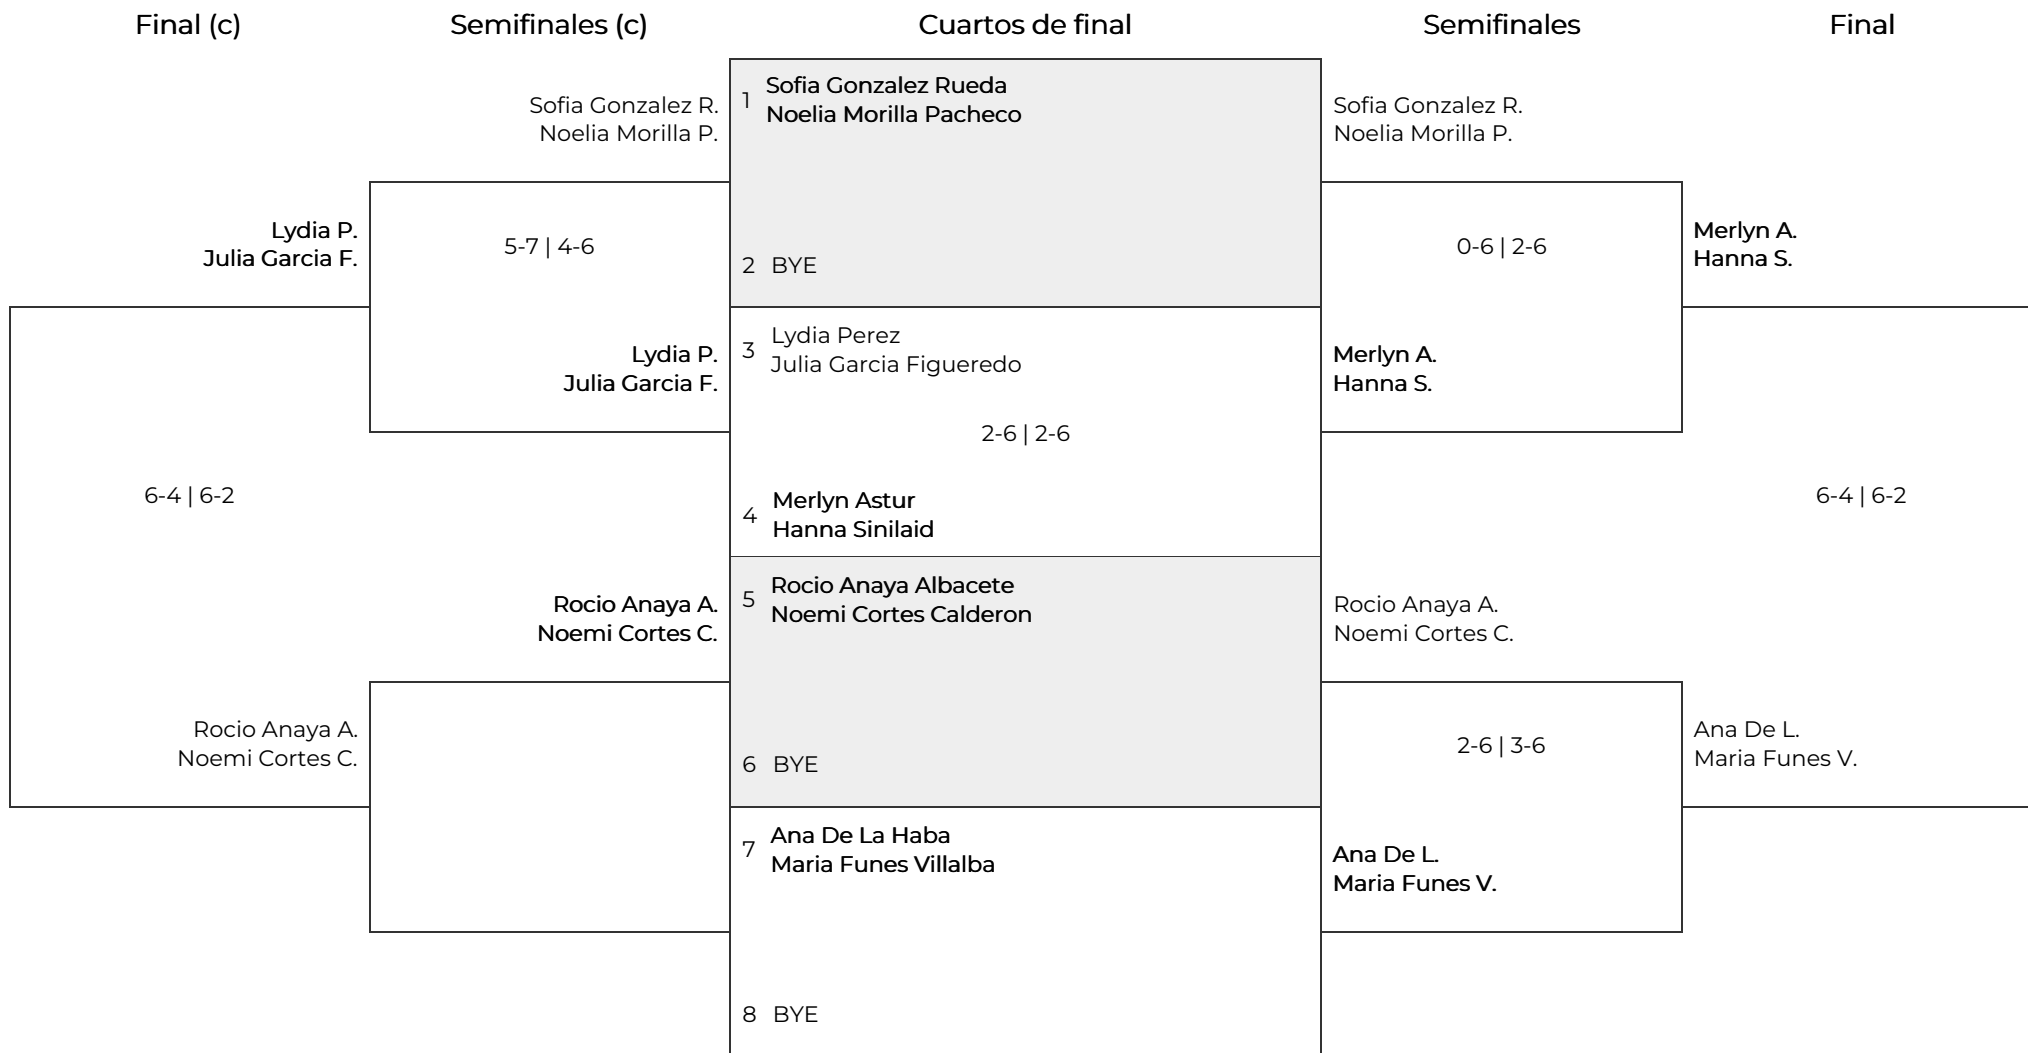 Final (c)
Semifinales (c)
Cuartos de final
Semifinales
Final
Sofia Gonzalez R.
Noelia Morilla P.
Lydia P.
Julia Garcia F.
5-7 | 4-6
Lydia P.
Julia Garcia F.
6-4 | 6-2
Rocio Anaya A.
Noemi Cortes C.
Rocio Anaya A.
Noemi Cortes C.
1
Sofia Gonzalez Rueda
Noelia Morilla Pacheco
2 BYE
3
Lydia Perez
Julia Garcia Figueredo
2-6 | 2-6
4
Merlyn Astur
Hanna Sinilaid
5
Rocio Anaya Albacete
Noemi Cortes Calderon
6 BYE
7
Ana De La Haba
Maria Funes Villalba
8 BYE
Sofia Gonzalez R.
Noelia Morilla P.
0-6 | 2-6
Merlyn A.
Hanna S.
Rocio Anaya A.
Noemi Cortes C.
2-6 | 3-6
Ana De L.
Maria Funes V.
Merlyn A.
Hanna S.
6-4 | 6-2
Ana De L.
Maria Funes V.